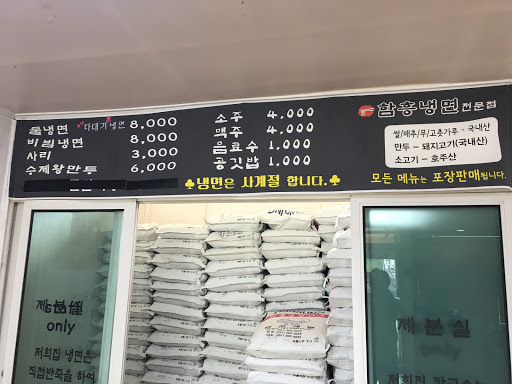 물냉면 다대기냉면 8,000
비빔냉면 8,000
사리 3,000
수제왕만두 6,000
소주 4,000
맥주 4,000
음료수 1,000
공깃밥 1,000
♣냉면은 사계절 합니다.♣
함흥냉면 전문점
쌀/배추/무/고춧가루 - 국내산
만두 - 돼지고기(국내산)
소고기 - 호주산
모든 메뉴는 포장판매됩니다.
only
저희집 냉면은
직접반죽을 하여
제분실
only